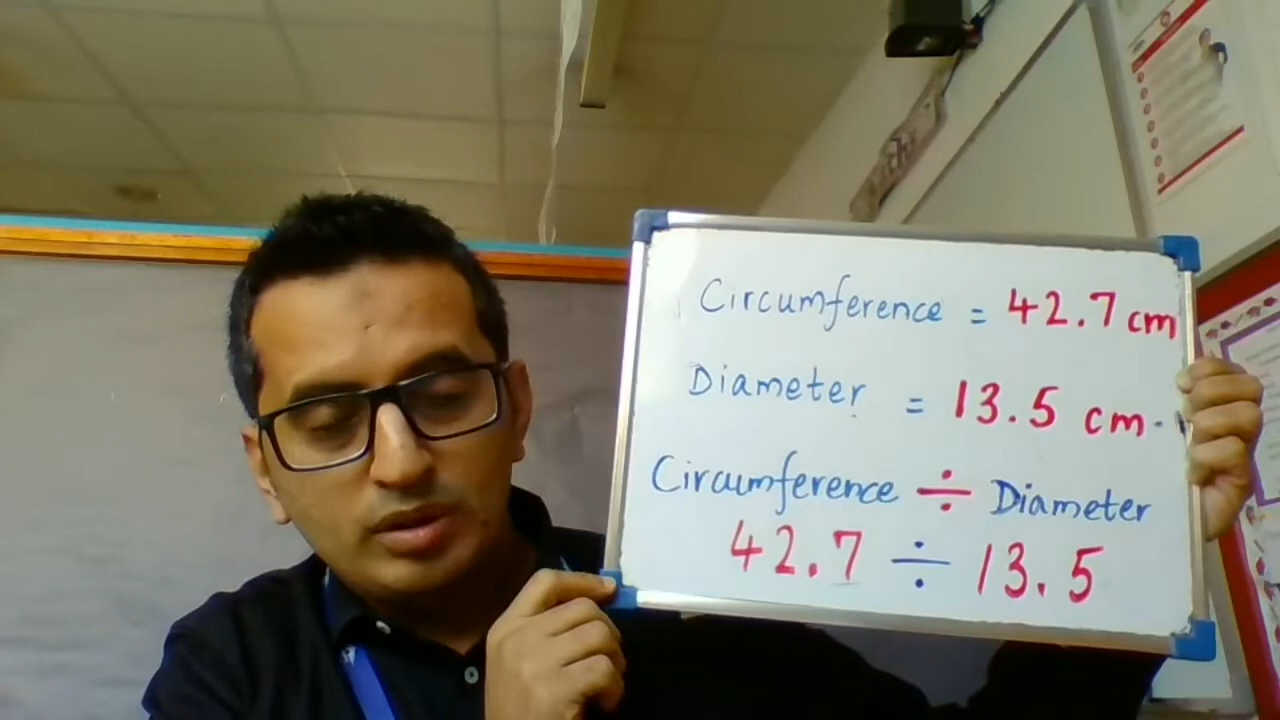 Circumference = 42.7 cm
Diameter = 13.5 cm.
Circumference ÷ Diameter
42.7 ÷ 13.5